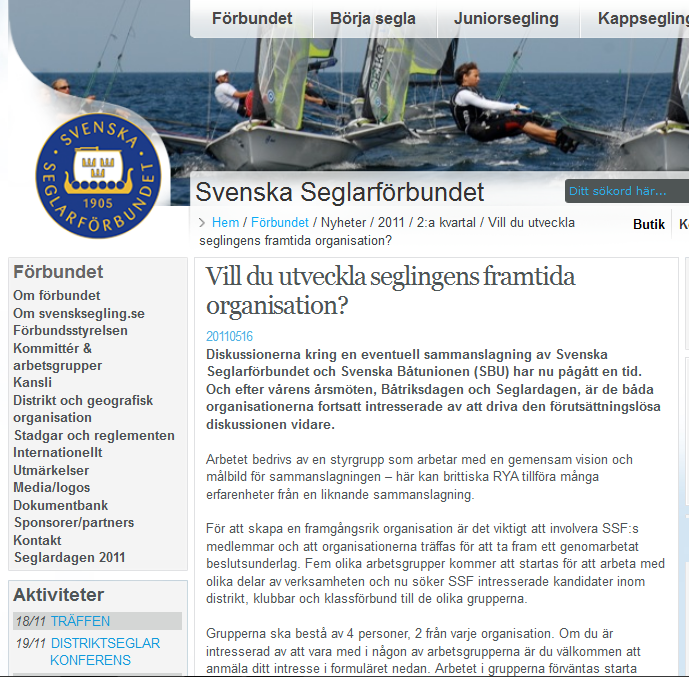 Förbundet
Börja segla
Juniorsegling
Kappsegling
SVENSKA
SEGLARFÖRBUNDET
1905
Svenska Seglarförbundet
Ditt sökord här...
Hem / Förbundet / Nyheter / 2011 / 2:a kvartal / Vill du utveckla
seglingens framtida organisation?
Butik
K
Förbundet
Om förbundet
Om svensksegling.se
Förbundsstyrelsen
Kommittér &
arbetsgrupper
Kansli
Distrikt och geografisk
organisation
Stadgar och reglementen
Internationellt
Utmärkelser
Media/logos
Dokumentbank
Sponsorer/partners
Kontakt
Seglardagen 2011
Aktiviteter
18/11 TRÄFFEN
19/11 DISTRIKTSEGLAR
KONFERENS
Vill du utveckla seglingens framtida
organisation?
20110516
Diskussionerna kring en eventuell sammanslagning av Svenska
Seglarförbundet och Svenska Båtunionen (SBU) har nu pågått en tid.
Och efter vårens årsmöten, Båtriksdagen och Seglardagen, är de båda
organisationerna fortsatt intresserade av att driva den förutsättningslösa
diskussionen vidare.
Arbetet bedrivs av en styrgrupp som arbetar med en gemensam vision och
målbild för sammanslagningen – här kan brittiska RYA tillföra många
erfarenheter från en liknande sammanslagning.
För att skapa en framgångsrik organisation är det viktigt att involvera SSF:s
medlemmar och att organisationerna träffas för att ta fram ett genomarbetat
beslutsunderlag. Fem olika arbetsgrupper kommer att startas för att arbeta med
olika delar av verksamheten och nu söker SSF intresserade kandidater inom
distrikt, klubbar och klassförbund till de olika grupperna.
Grupperna ska bestå av 4 personer, 2 från varje organisation. Om du är
intresserad av att vara med i någon av arbetsgrupperna är du välkommen att
anmäla ditt intresse i formuläret nedan. Arbetet i grupperna förväntas starta